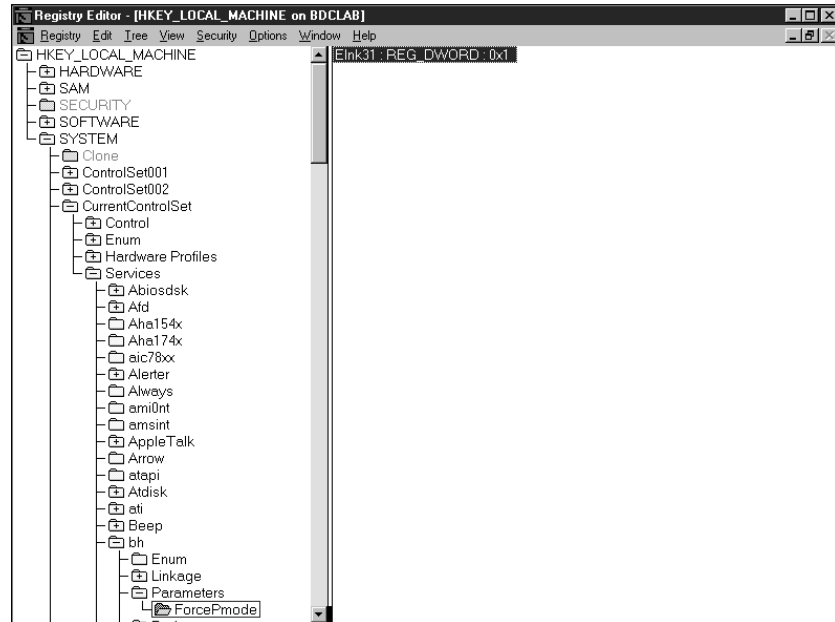 Registry Editor - [HKEY_LOCAL_MACHINE on BDCLAB]
Registry Edit Tree View Security Options Window Help
HKEY_LOCAL_MACHINE
Elnk31 : REG_DWORD : 0x1
HARDWARE
SAM
SECURITY
SOFTWARE
SYSTEM
Clone
ControlSet001
ControlSet002
CurrentControlSet
Control
Enum
Hardware Profiles
Services
Abiosdsk
Afd
Aha154x
Aha174x
aic78xx
Alerter
Always
ami0nt
amsint
AppleTalk
Arrow
atapi
Atdisk
ati
Beep
bh
Enum
Linkage
Parameters
ForcePmode